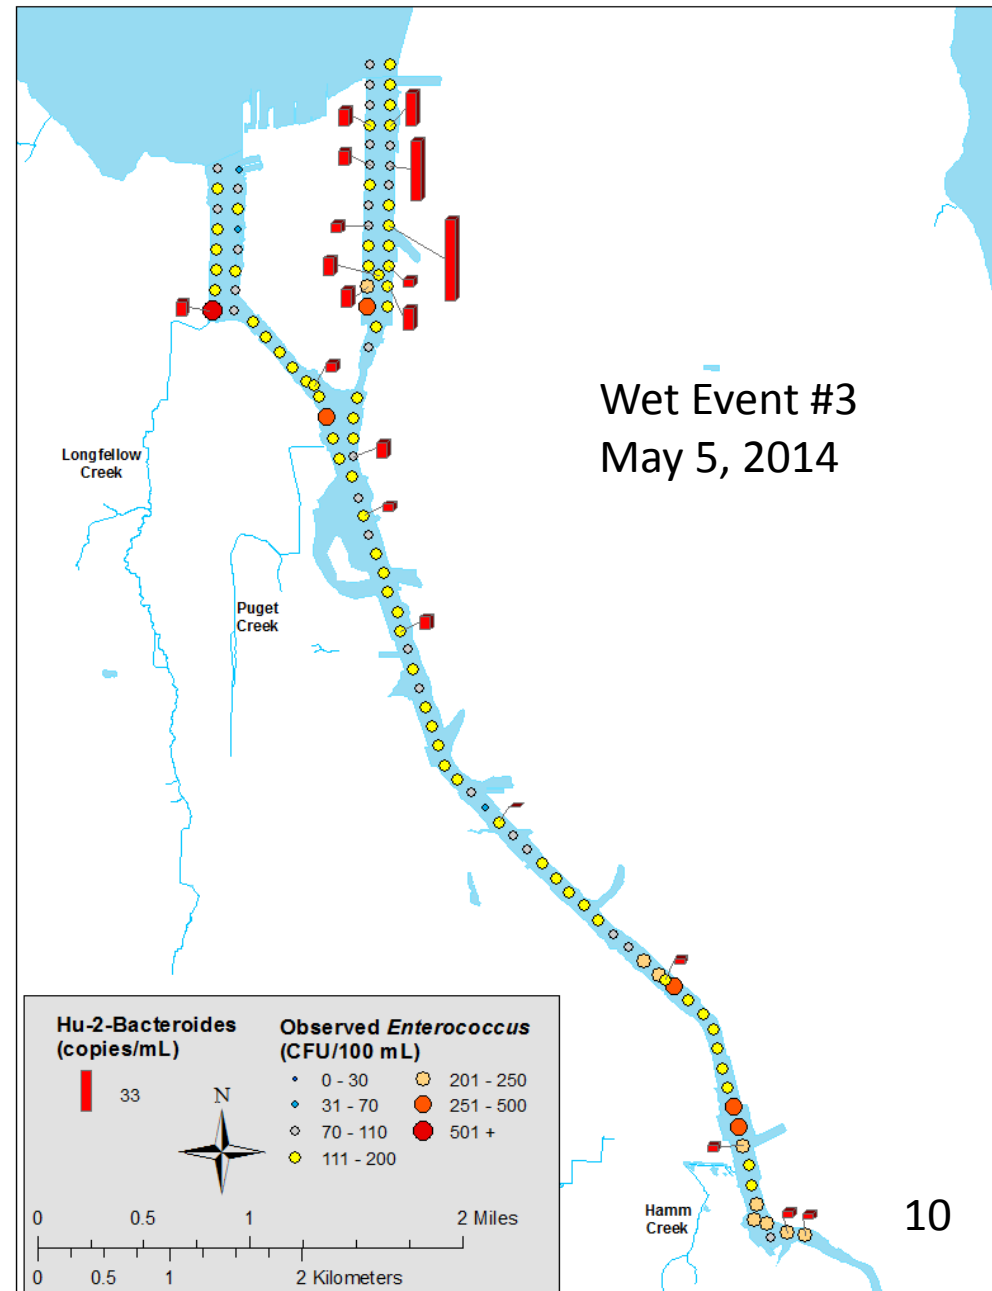 Wet Event #3
May 5, 2014
Longfellow
Creek
Puget
Creek
Hu-2-Bacteroides
(copies/mL)
33
N
Observed Enterococcus
(CFU/100 mL)
0 - 30
31 - 70
70 - 110
111 - 200
201 - 250
251 - 500
501 +
0 0.5 1 2 Miles
0 0.5 1 2 Kilometers
Hamm
Creek
10